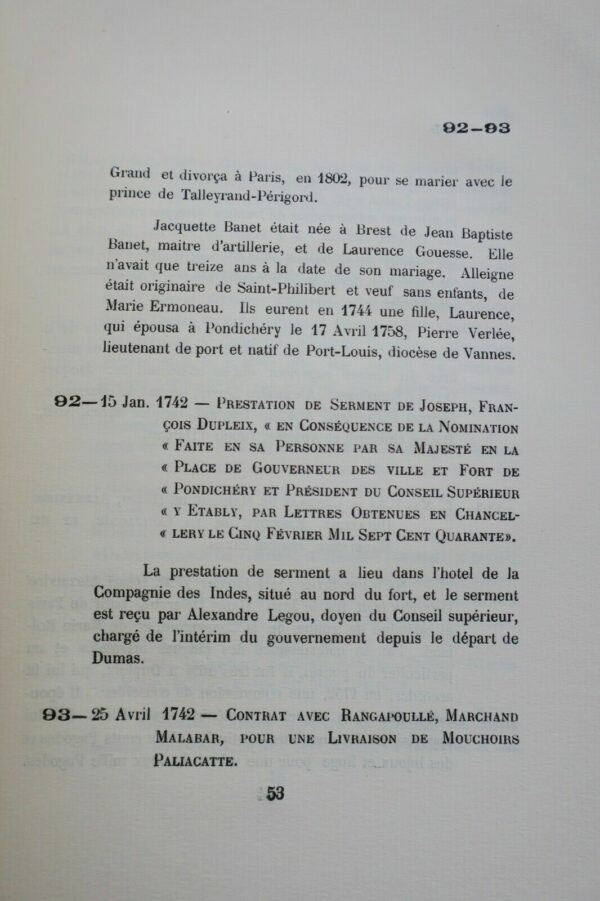 92–93
Grand et divorça à Paris, en 1802, pour se marier avec le
prince de Talleyrand-Périgord.
Jacquette Banet était née à Brest de Jean Baptiste
Banet, maitre d'artillerie, et de Laurence Gouesse. Elle
n'avait que treize ans à la date de son mariage. Alleigne
était originaire de Saint-Philibert et veuf sans enfants, de
Marie Ermoneau. Ils eurent en 1744 une fille, Laurence,
qui épousa à Pondichéry le 17 Avril 1758, Pierre Verlée,
lieutenant de port et natif de Port-Louis, diocèse de Vannes.
92—15 Jan. 1742 — Prestation de Serment de Joseph, Fran-
çois Dupleix, « en Conséquence de la Nomination
« Faite en sa Personne par sa Majesté en la
« Place de Gouverneur des ville et Fort de
« Pondichéry et Président du Conseil Supérieur
« y Etably, par Lettres Obtenues en Chancel-
« lery le Cinq Février Mil Sept Cent Quarante».
La prestation de serment a lieu dans l'hotel de la
Compagnie des Indes, situé au nord du fort, et le serment
est reçu par Alexandre Legou, doyen du Conseil supérieur,
chargé de l'intérim du gouvernement depuis le départ de
Dumas.
93—25 Avril 1742 — Contrat avec Rangapoullé, Marchand
Malabar, pour une Livraison de Mouchoirs
Paliacatte.
53